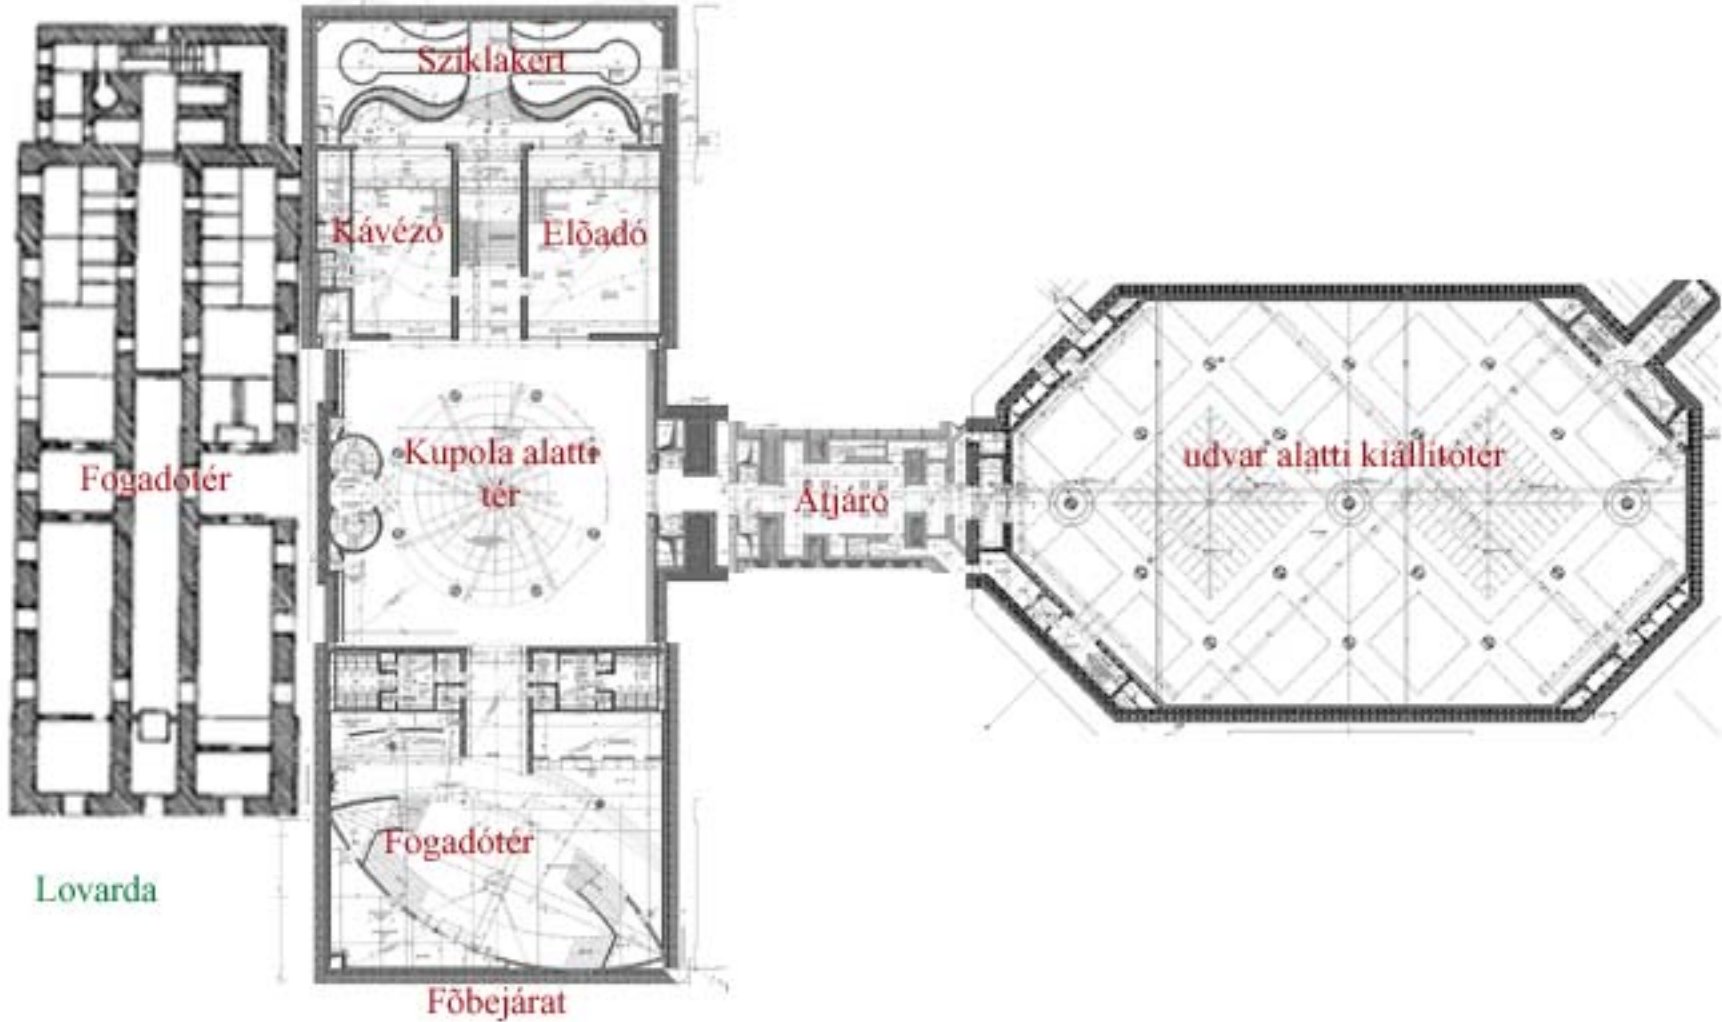 Sziklakert
Kávézó
Elõadó
Kupola alatti
tér
Fogadótér
Átjáró
udvar alatti kiállítótér
Fogadótér
Lovarda
Fõbejárat